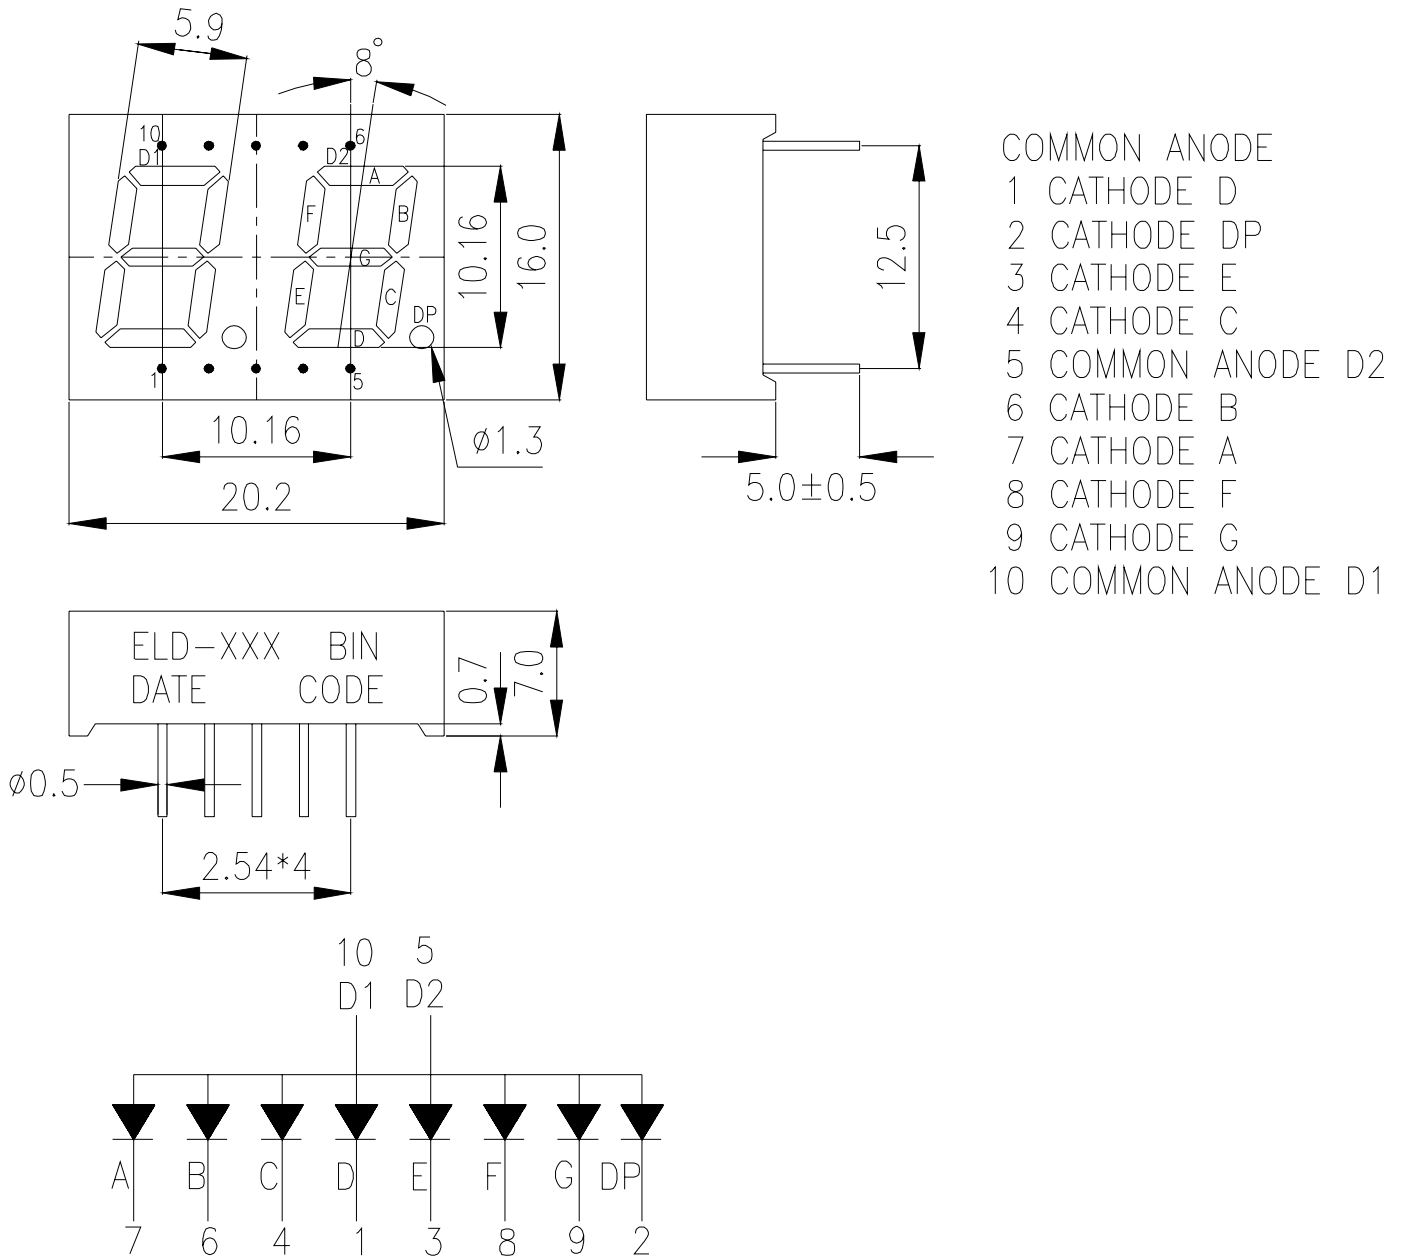 5.9
8°
10
6
D1
D2
A
F
B
G
E
C
DP
D
1
5
10.16
16.0
10.16
20.2
ø1.3
12.5
5.0±0.5
COMMON ANODE
1 CATHODE D
2 CATHODE DP
3 CATHODE E
4 CATHODE C
5 COMMON ANODE D2
6 CATHODE B
7 CATHODE A
8 CATHODE F
9 CATHODE G
10 COMMON ANODE D1
ELD-XXX BIN
DATE CODE
0.7
7.0
ø0.5
2.54*4
10 5
D1 D2
A B C D E F G DP
7 6 4 1 3 8 9 2